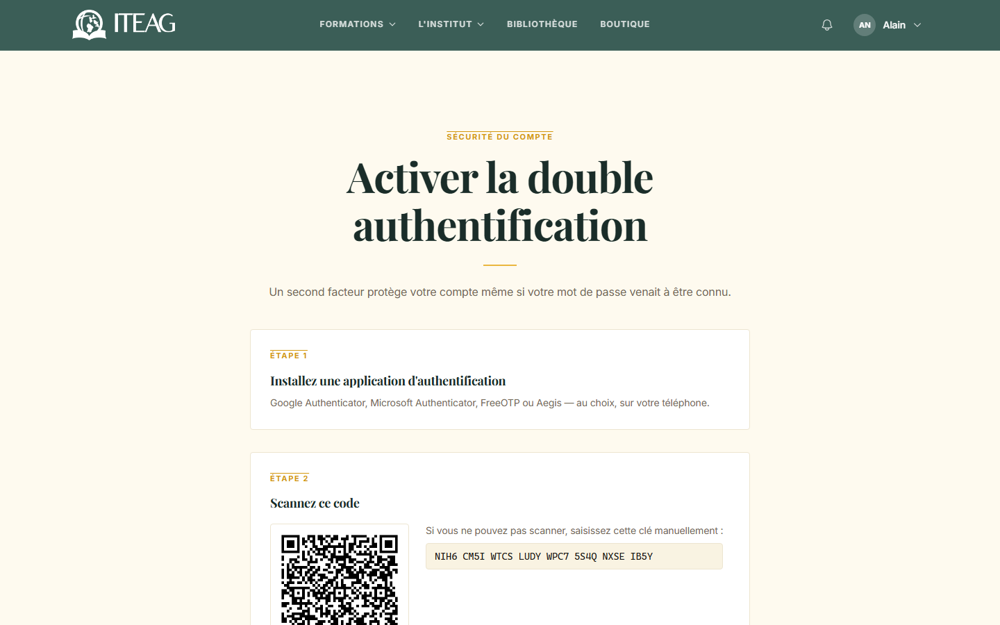 ITEAG
FORMATIONS
L'INSTITUT
BIBLIOTHÈQUE
BOUTIQUE
AN
Alain
SÉCURITÉ DU COMPTE
Activer la double
authentification
Un second facteur protège votre compte même si votre mot de passe venait à être connu.
ÉTAPE 1
Installez une application d'authentification
Google Authenticator, Microsoft Authenticator, FreeOTP ou Aegis — au choix, sur votre téléphone.
ÉTAPE 2
Scannez ce code
Si vous ne pouvez pas scanner, saisissez cette clé manuellement :
NIH6 CM5I WTCS LUDY WPC7 5S4Q NXSE IB5Y